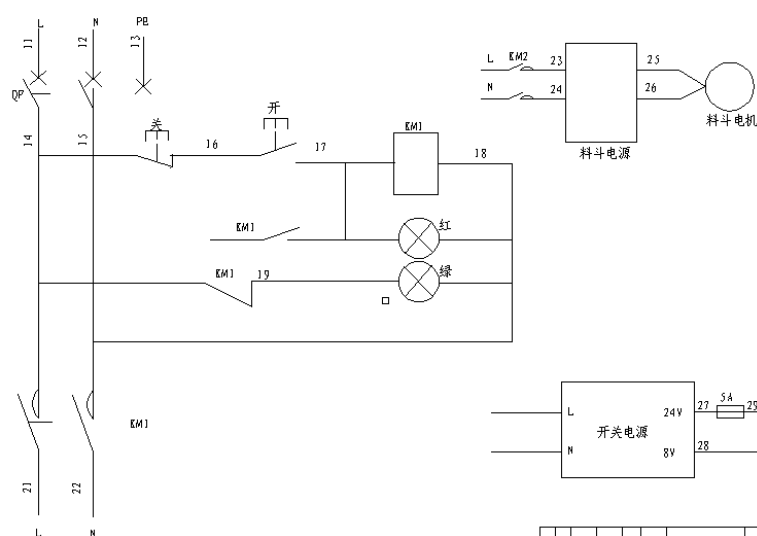 L N PE
11 12 13
QF
14 15
关 16 开 17 KM1 18
KM1 红
KM1 19 绿
KM1
21 22
L N
L KM2 23 25
N 24 26
料斗电源 料斗电机
L 24V 27 5A 29
开关电源
N 8V 28